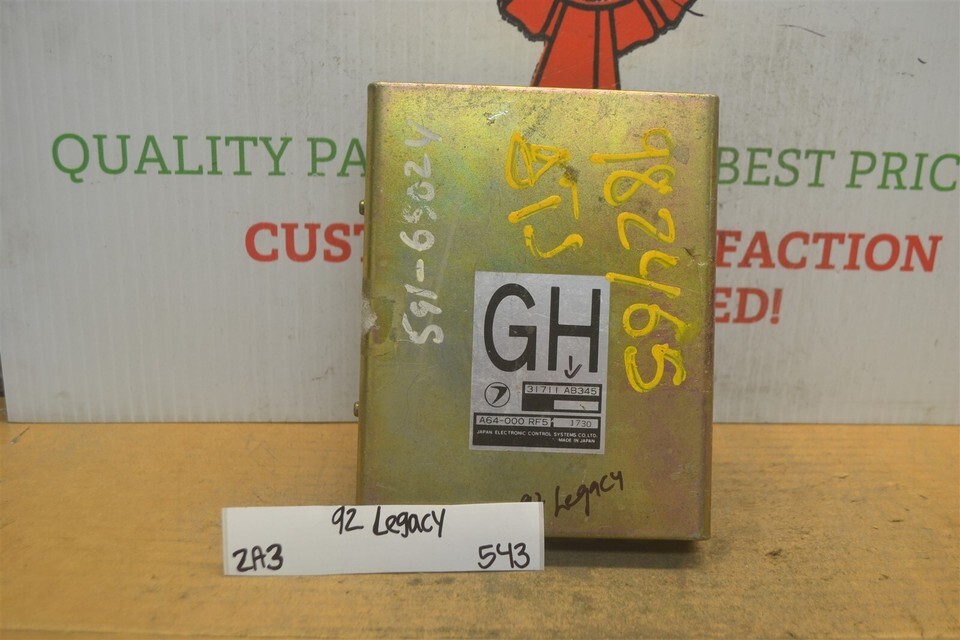 QUALITY PA
BEST PRIC
CUST
FACTION
ED!
591-6502Y
GH
31711 AB345
A64-000 RF5
1730
JAPAN ELECTRONIC CONTROL SYSTEMS CO.,LTD.
MADE IN JAPAN
92 Legacy
92 Legacy
2A3
543